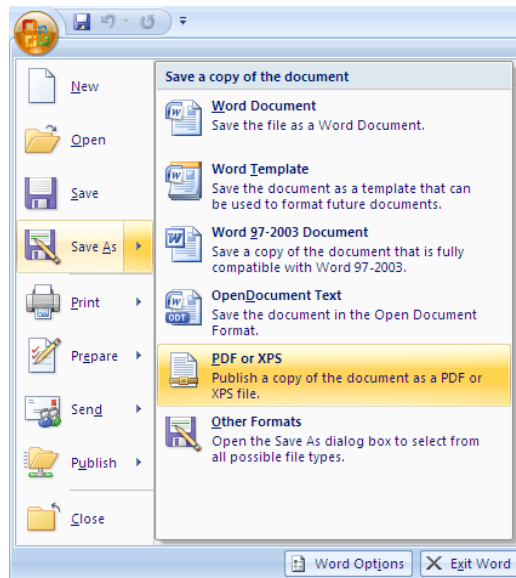 New
Open
Save
Save As
Print
Prepare
Send
Publish
Close
Save a copy of the document
Word Document
Save the file as a Word Document.
Word Template
Save the document as a template that can
be used to format future documents.
Word 97-2003 Document
Save a copy of the document that is fully
compatible with Word 97-2003.
OpenDocument Text
Save the document in the Open Document
Format.
ODT
PDF or XPS
Publish a copy of the document as a PDF or
XPS file.
Other Formats
Open the Save As dialog box to select from
all possible file types.
Word Options
Exit Word